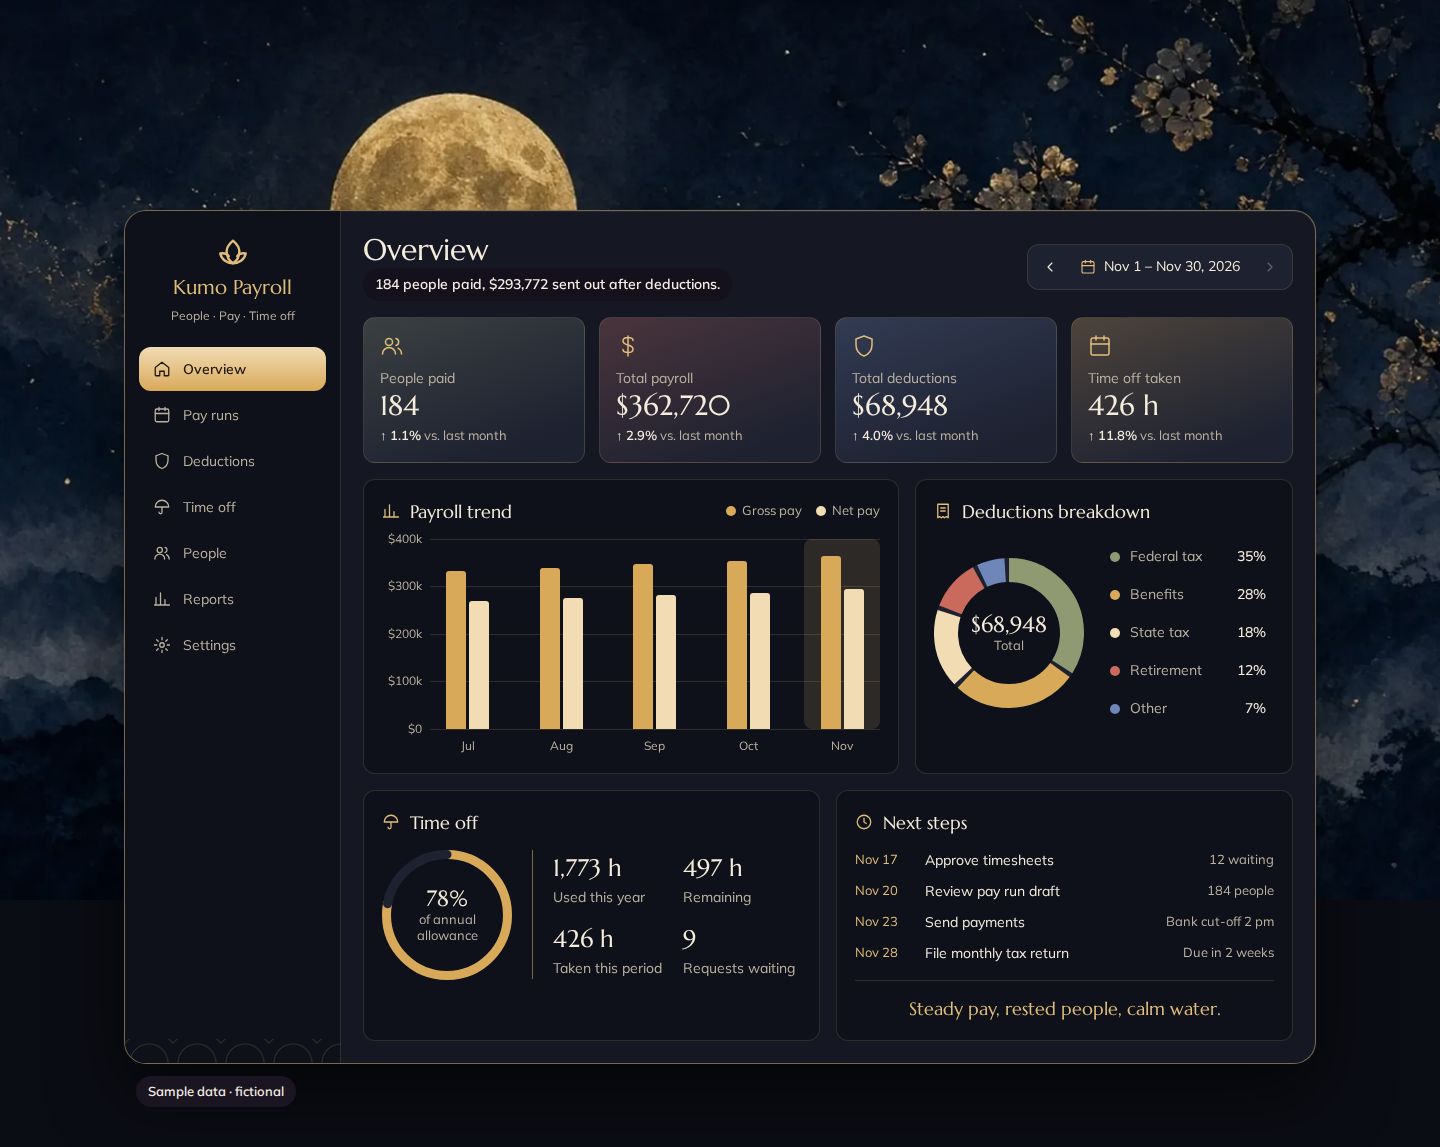 Kumo Payroll
People · Pay · Time off
Overview
Pay runs
Deductions
Time off
People
Reports
Settings
Overview
184 people paid, $293,772 sent out after deductions.
Nov 1 – Nov 30, 2026
People paid
184
↑ 1.1% vs. last month
Total payroll
$362,720
↑ 2.9% vs. last month
Total deductions
$68,948
↑ 4.0% vs. last month
Time off taken
426 h
↑ 11.8% vs. last month
Payroll trend
Gross pay
Net pay
$400k
$300k
$200k
$100k
$0
Jul
Aug
Sep
Oct
Nov
Deductions breakdown
$68,948
Total
Federal tax 35%
Benefits 28%
State tax 18%
Retirement 12%
Other 7%
Time off
78%
of annual
allowance
1,773 h
Used this year
497 h
Remaining
426 h
Taken this period
9
Requests waiting
Next steps
Nov 17 Approve timesheets 12 waiting
Nov 20 Review pay run draft 184 people
Nov 23 Send payments Bank cut-off 2 pm
Nov 28 File monthly tax return Due in 2 weeks
Steady pay, rested people, calm water.
Sample data · fictional